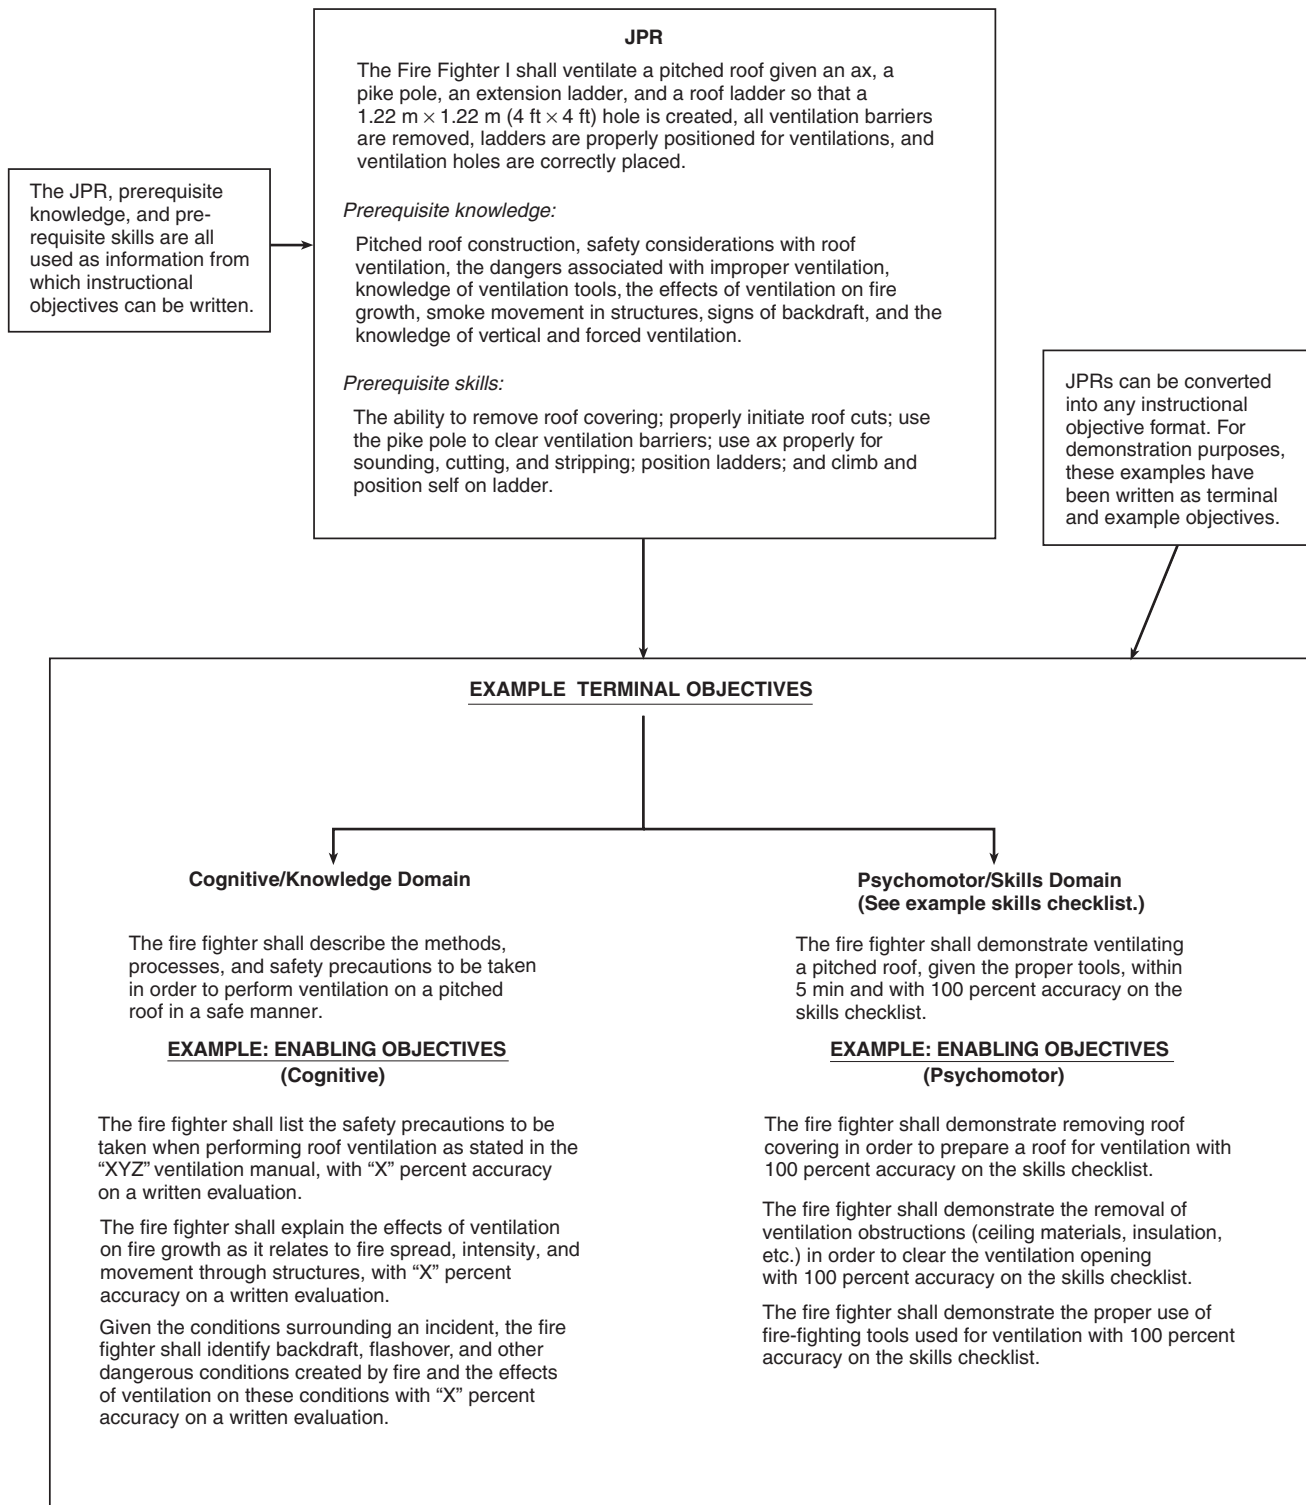 JPR
The Fire Fighter I shall ventilate a pitched roof given an ax, a
pike pole, an extension ladder, and a roof ladder so that a
1.22 m × 1.22 m (4 ft × 4 ft) hole is created, all ventilation barriers
are removed, ladders are properly positioned for ventilations, and
ventilation holes are correctly placed.
Prerequisite knowledge:
Pitched roof construction, safety considerations with roof
ventilation, the dangers associated with improper ventilation,
knowledge of ventilation tools, the effects of ventilation on fire
growth, smoke movement in structures, signs of backdraft, and the
knowledge of vertical and forced ventilation.
Prerequisite skills:
The ability to remove roof covering; properly initiate roof cuts; use
the pike pole to clear ventilation barriers; use ax properly for
sounding, cutting, and stripping; position ladders; and climb and
position self on ladder.
The JPR, prerequisite
knowledge, and pre-
requisite skills are all
used as information from
which instructional
objectives can be written.
JPRs can be converted
into any instructional
objective format. For
demonstration purposes,
these examples have
been written as terminal
and example objectives.
EXAMPLE TERMINAL OBJECTIVES
Cognitive/Knowledge Domain
The fire fighter shall describe the methods,
processes, and safety precautions to be taken
in order to perform ventilation on a pitched
roof in a safe manner.
EXAMPLE: ENABLING OBJECTIVES
(Cognitive)
The fire fighter shall list the safety precautions to be
taken when performing roof ventilation as stated in the
“XYZ” ventilation manual, with “X” percent accuracy
on a written evaluation.
The fire fighter shall explain the effects of ventilation
on fire growth as it relates to fire spread, intensity, and
movement through structures, with “X” percent
accuracy on a written evaluation.
Given the conditions surrounding an incident, the fire
fighter shall identify backdraft, flashover, and other
dangerous conditions created by fire and the effects
of ventilation on these conditions with “X” percent
accuracy on a written evaluation.
Psychomotor/Skills Domain
(See example skills checklist.)
The fire fighter shall demonstrate ventilating
a pitched roof, given the proper tools, within
5 min and with 100 percent accuracy on the
skills checklist.
EXAMPLE: ENABLING OBJECTIVES
(Psychomotor)
The fire fighter shall demonstrate removing roof
covering in order to prepare a roof for ventilation with
100 percent accuracy on the skills checklist.
The fire fighter shall demonstrate the removal of
ventilation obstructions (ceiling materials, insulation,
etc.) in order to clear the ventilation opening
with 100 percent accuracy on the skills checklist.
The fire fighter shall demonstrate the proper use of
fire-fighting tools used for ventilation with 100 percent
accuracy on the skills checklist.